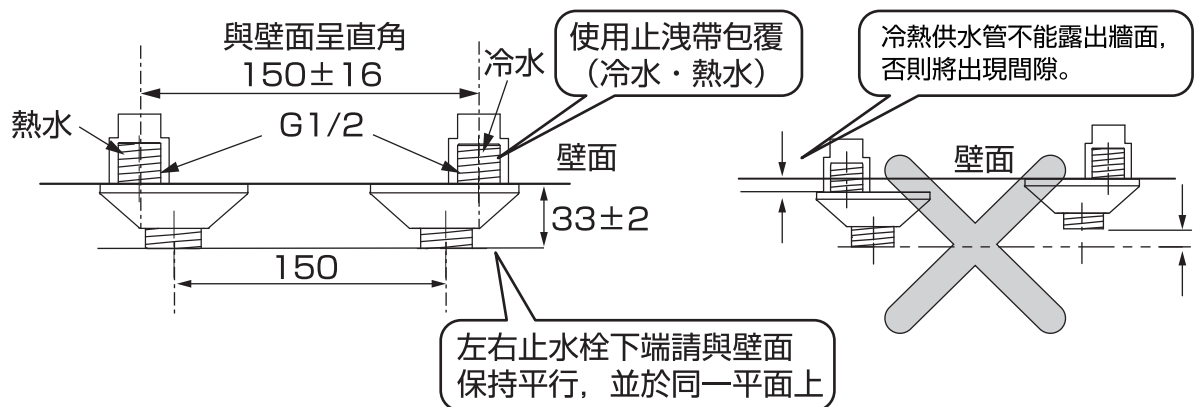 與壁面呈直角
150±16
熱水
G1/2
冷水
使用止洩帶包覆
（冷水・熱水）
壁面
33±2
150
左右止水栓下端請與壁面
保持平行，並於同一平面上
冷熱供水管不能露出牆面，
否則將出現間隙。
壁面